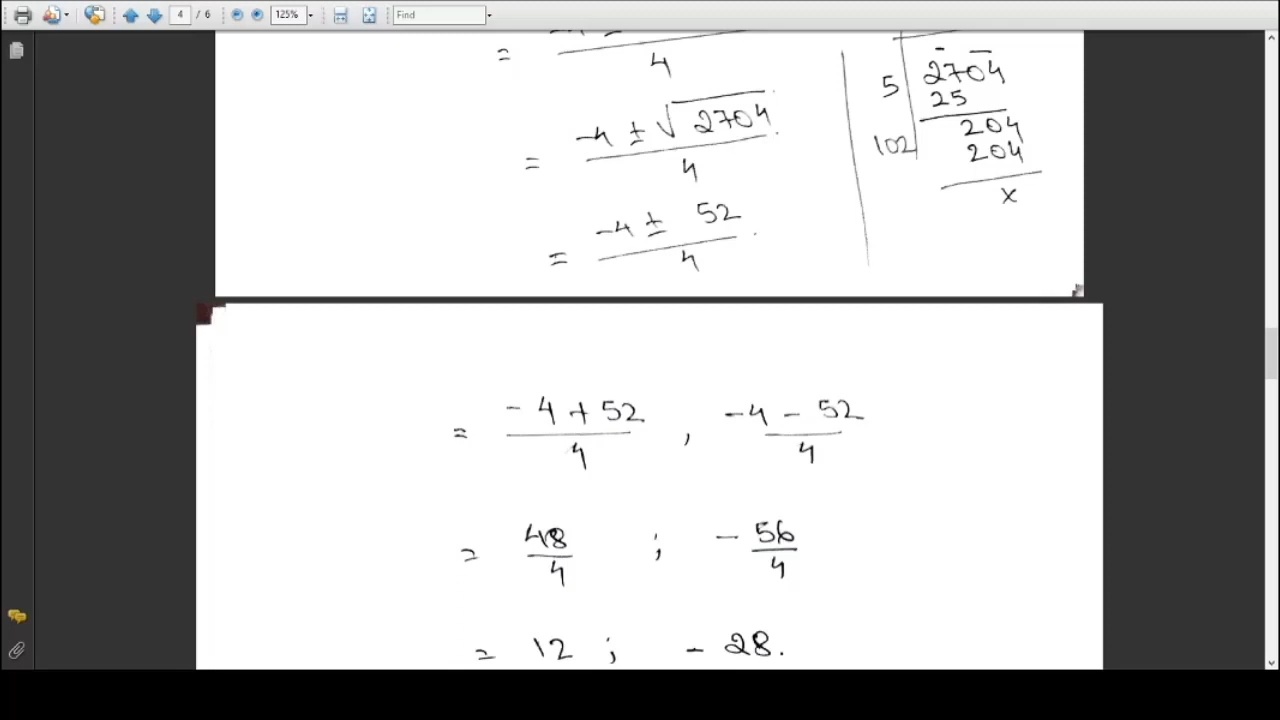 4 / 6 125% Find
= 4
= -4 ± √2704 / 4
= -4 ± 52 / 4
5 2704
25
102 204
204
x
= -4+52 / 4 , -4-52 / 4
= 48/4 ; -56/4
= 12 ; -28.